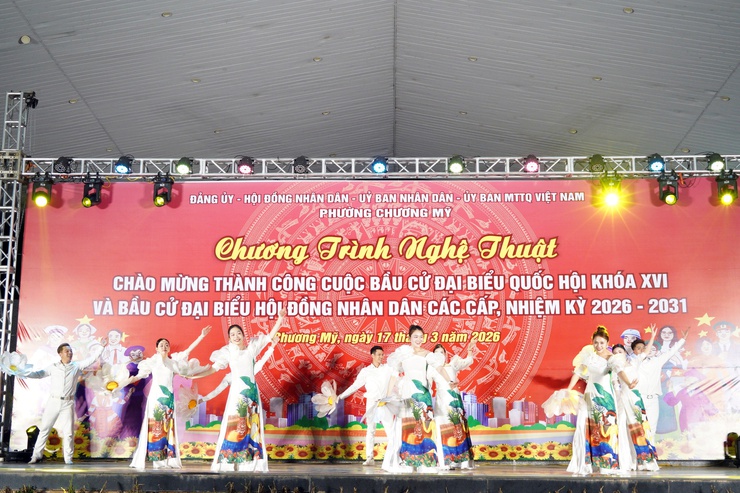 ĐẢNG ỦY - HỘI ĐỒNG NHÂN DÂN - UỶ BAN NHÂN DÂN - UỶ BAN MTTQ VIỆT NAM
PHƯỜNG CHƯƠNG MỸ
Chương Trình Nghệ Thuật
CHÀO MỪNG THÀNH CÔNG CUỘC BẦU CỬ ĐẠI BIỂU QUỐC HỘI KHÓA XVI
VÀ BẦU CỬ ĐẠI BIỂU HỘI ĐỒNG NHÂN DÂN CÁC CẤP, NHIỆM KỲ 2026 - 2031
Chương Mỹ, ngày 17 tháng 3 năm 2026